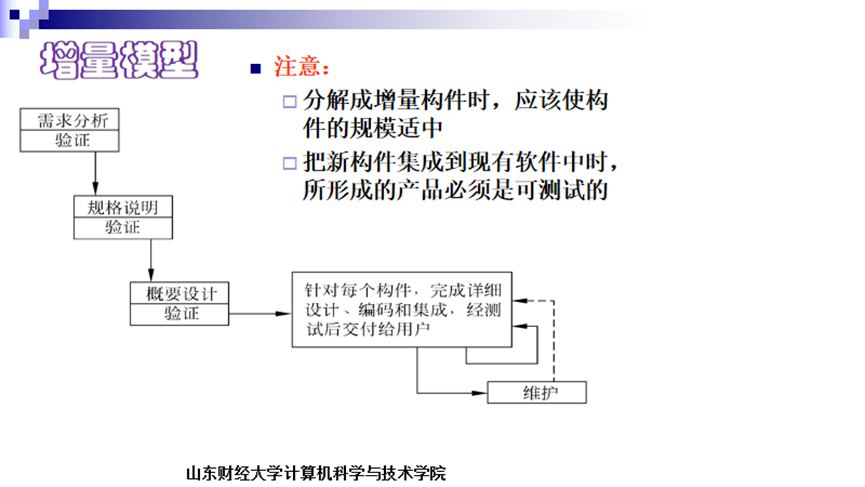 增量模型
注意：
分解成增量构件时，应该使构
件的规模适中
把新构件集成到现有软件中时，
所形成的产品必须是可测试的
需求分析
验证
规格说明
验证
概要设计
验证
针对每个构件，完成详细
设计、编码和集成，经测
试后交付给用户
维护
山东财经大学计算机科学与技术学院